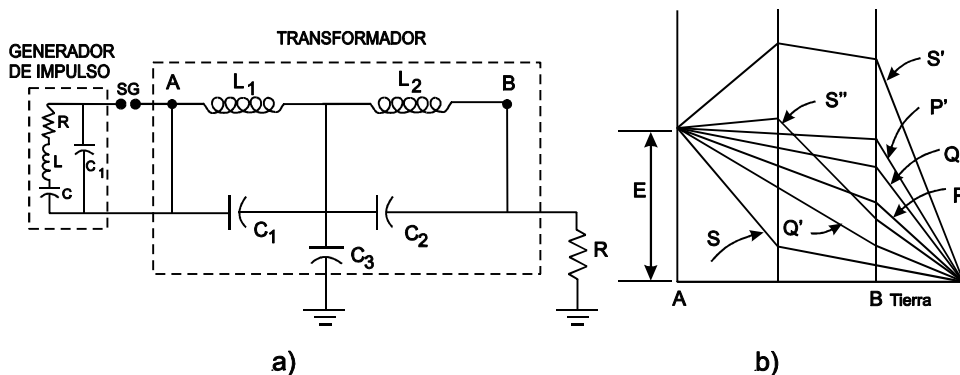 GENERADOR
DE IMPULSO
TRANSFORMADOR
SG
A
L1
L2
B
R
L
C
C1
C1
C2
C3
R
a)
E
S
Q'
S''
S'
P'
Q
A
B Tierra
b)